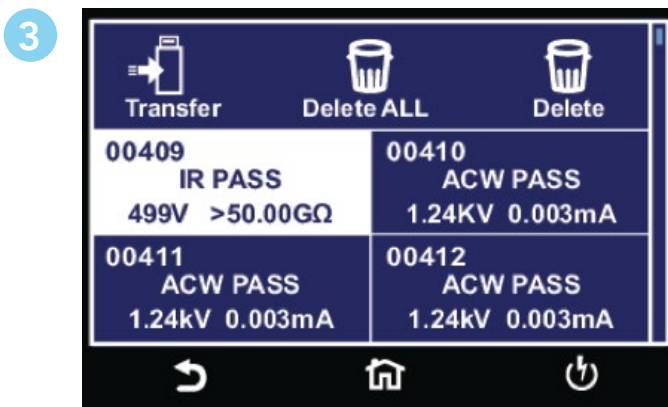 3
Transfer Delete ALL Delete
00409 00410
IR PASS ACW PASS
499V >50.00GΩ 1.24KV 0.003mA
00411 00412
ACW PASS ACW PASS
1.24kV 0.003mA 1.24kV 0.003mA